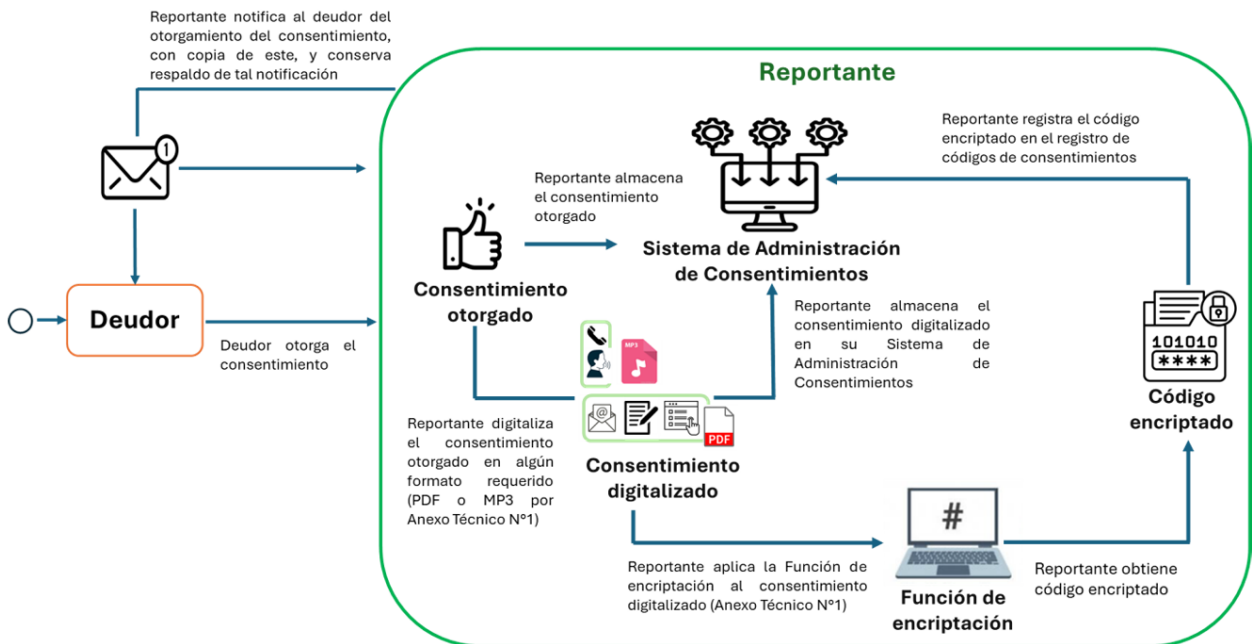 Reportante notifica al deudor del
otorgamiento del consentimiento,
con copia de este, y conserva
respaldo de tal notificación
1
Deudor
Deudor otorga el
consentimiento
Reportante
Reportante registra el código
encriptado en el registro de
códigos de consentimientos
Reportante almacena
el consentimiento
otorgado
Sistema de Administración
de Consentimientos
Consentimiento
otorgado
Reportante almacena el
consentimiento digitalizado
en su Sistema de
Administración de
Consentimientos
MP3
@
PDF
Reportante digitaliza
el consentimiento
otorgado en algún
formato requerido
(PDF o MP3 por
Anexo Técnico N°1)
Consentimiento
digitalizado
101010
****
Código
encriptado
#
Reportante aplica la Función de
encriptación al consentimiento
digitalizado (Anexo Técnico N°1)
Función de
encriptación
Reportante obtiene
código encriptado